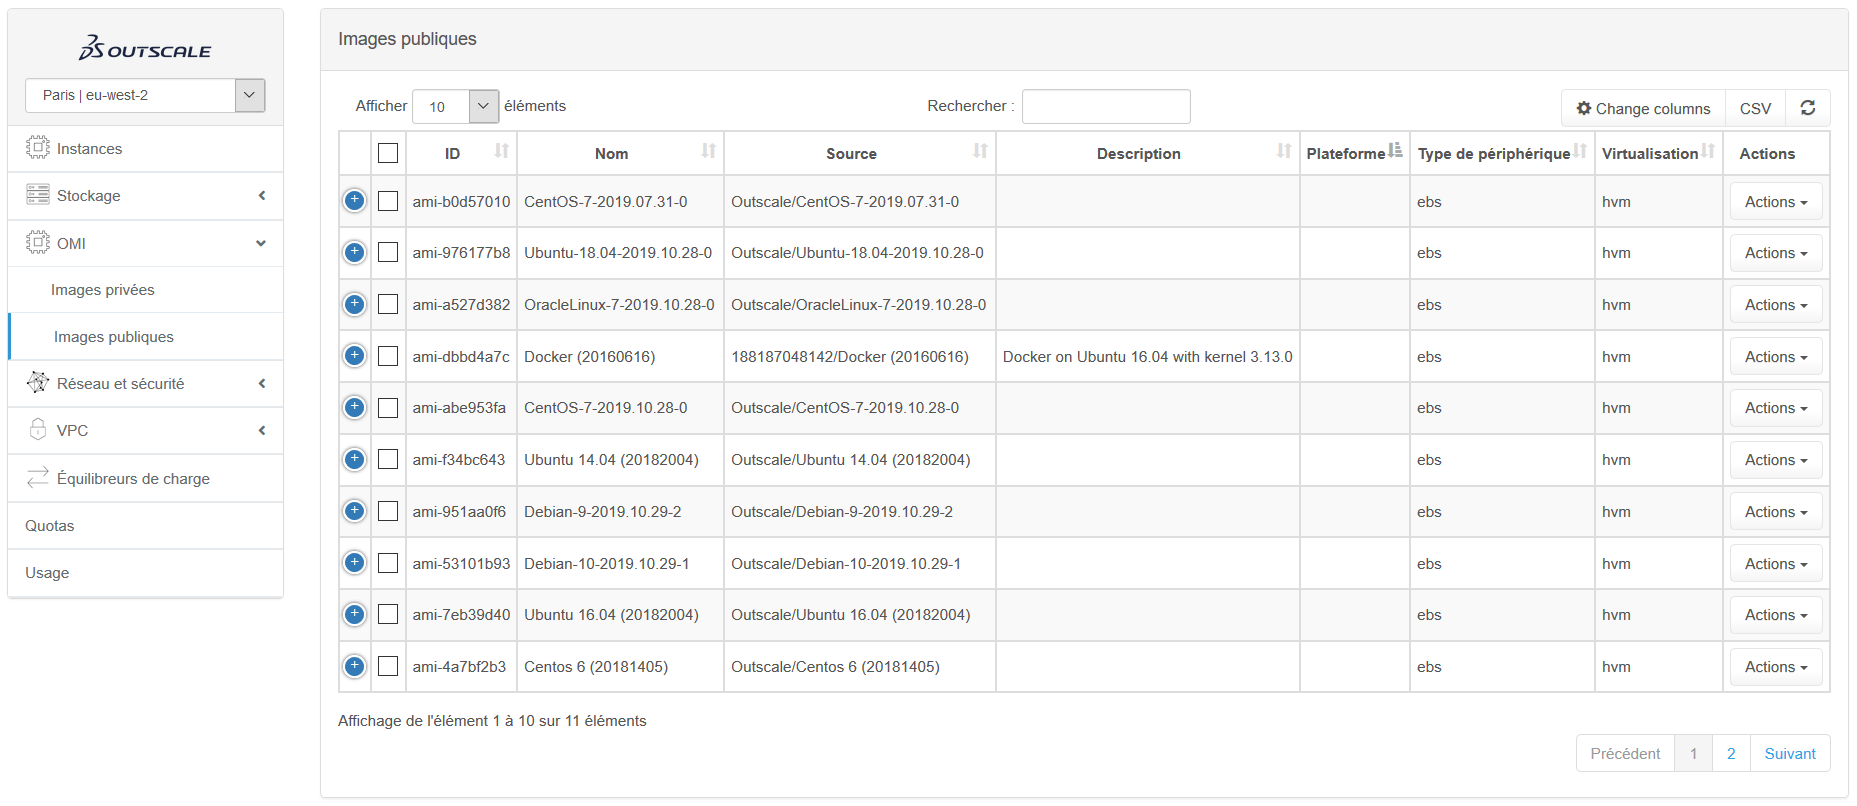 OUTSCALE
Paris | eu-west-2
Instances
Stockage
OMI
Images privées
Images publiques
Réseau et sécurité
VPC
Équilibreurs de charge
Quotas
Usage
Images publiques
Afficher 10 éléments Rechercher : Change columns CSV
ID Nom Source Description Plateforme Type de périphérique Virtualisation Actions
ami-b0d57010 CentOS-7-2019.07.31-0 Outscale/CentOS-7-2019.07.31-0 ebs hvm Actions
ami-976177b8 Ubuntu-18.04-2019.10.28-0 Outscale/Ubuntu-18.04-2019.10.28-0 ebs hvm Actions
ami-a527d382 OracleLinux-7-2019.10.28-0 Outscale/OracleLinux-7-2019.10.28-0 ebs hvm Actions
ami-dbbd4a7c Docker (20160616) 188187048142/Docker (20160616) Docker on Ubuntu 16.04 with kernel 3.13.0 ebs hvm Actions
ami-abe953fa CentOS-7-2019.10.28-0 Outscale/CentOS-7-2019.10.28-0 ebs hvm Actions
ami-f34bc643 Ubuntu 14.04 (20182004) Outscale/Ubuntu 14.04 (20182004) ebs hvm Actions
ami-951aa0f6 Debian-9-2019.10.29-2 Outscale/Debian-9-2019.10.29-2 ebs hvm Actions
ami-53101b93 Debian-10-2019.10.29-1 Outscale/Debian-10-2019.10.29-1 ebs hvm Actions
ami-7eb39d40 Ubuntu 16.04 (20182004) Outscale/Ubuntu 16.04 (20182004) ebs hvm Actions
ami-4a7bf2b3 Centos 6 (20181405) Outscale/Centos 6 (20181405) ebs hvm Actions
Affichage de l'élément 1 à 10 sur 11 éléments
Précédent 1 2 Suivant